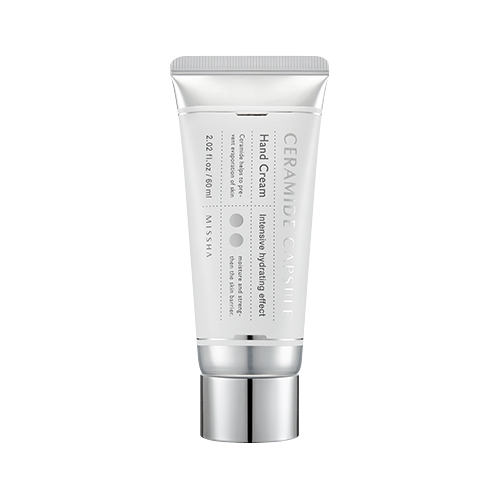 CERAMIDE CAPSULE
Hand Cream
Intensive hydrating effect
Ceramide helps to pre-
vent evaporation of skin
moisture and streng-
then the skin barrier.
2.02 fl.oz / 60 ml
MISSHA